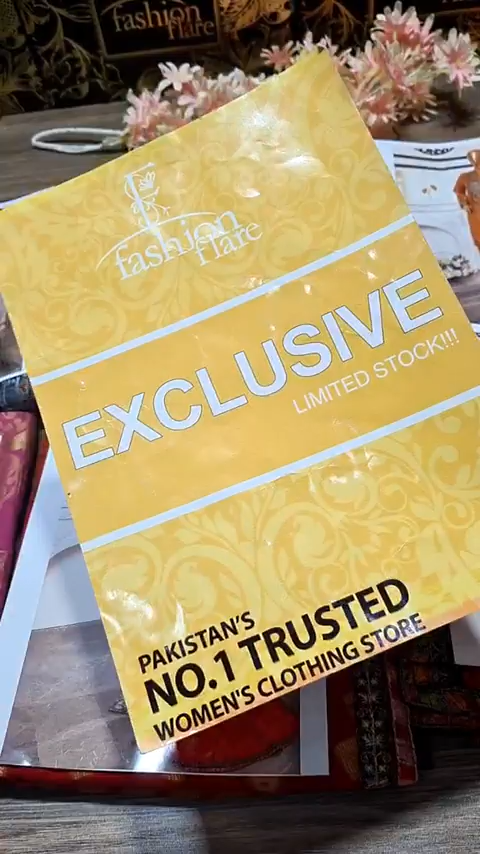 fashion
flare
fashion
flare
EXCLUSIVE
LIMITED STOCK!!!
PAKISTAN'S
NO.1 TRUSTED
WOMEN'S CLOTHING STORE